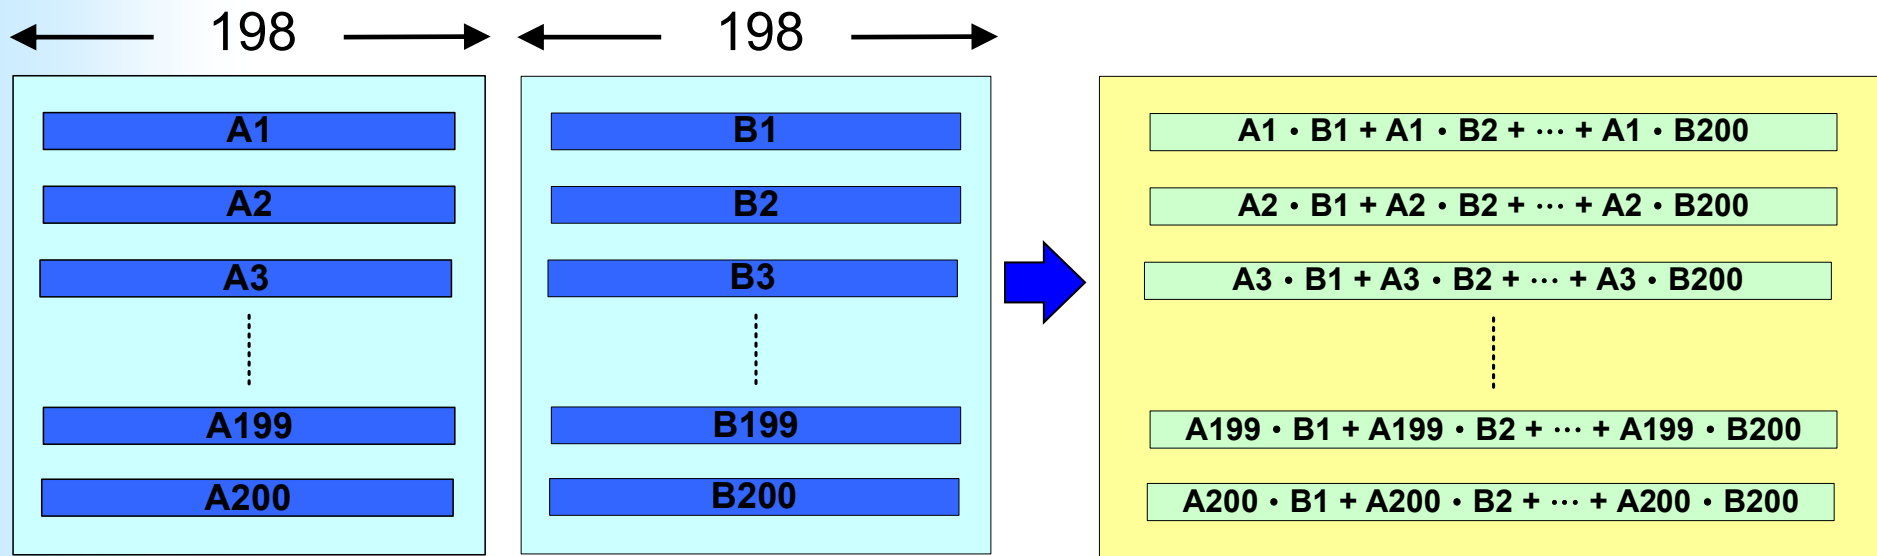 198
198
A1
B1
A1 · B1 + A1 · B2 + ··· + A1 · B200
A2
B2
A2 · B1 + A2 · B2 + ··· + A2 · B200
A3
B3
A3 · B1 + A3 · B2 + ··· + A3 · B200
A199
B199
A199 · B1 + A199 · B2 + ··· + A199 · B200
A200
B200
A200 · B1 + A200 · B2 + ··· + A200 · B200